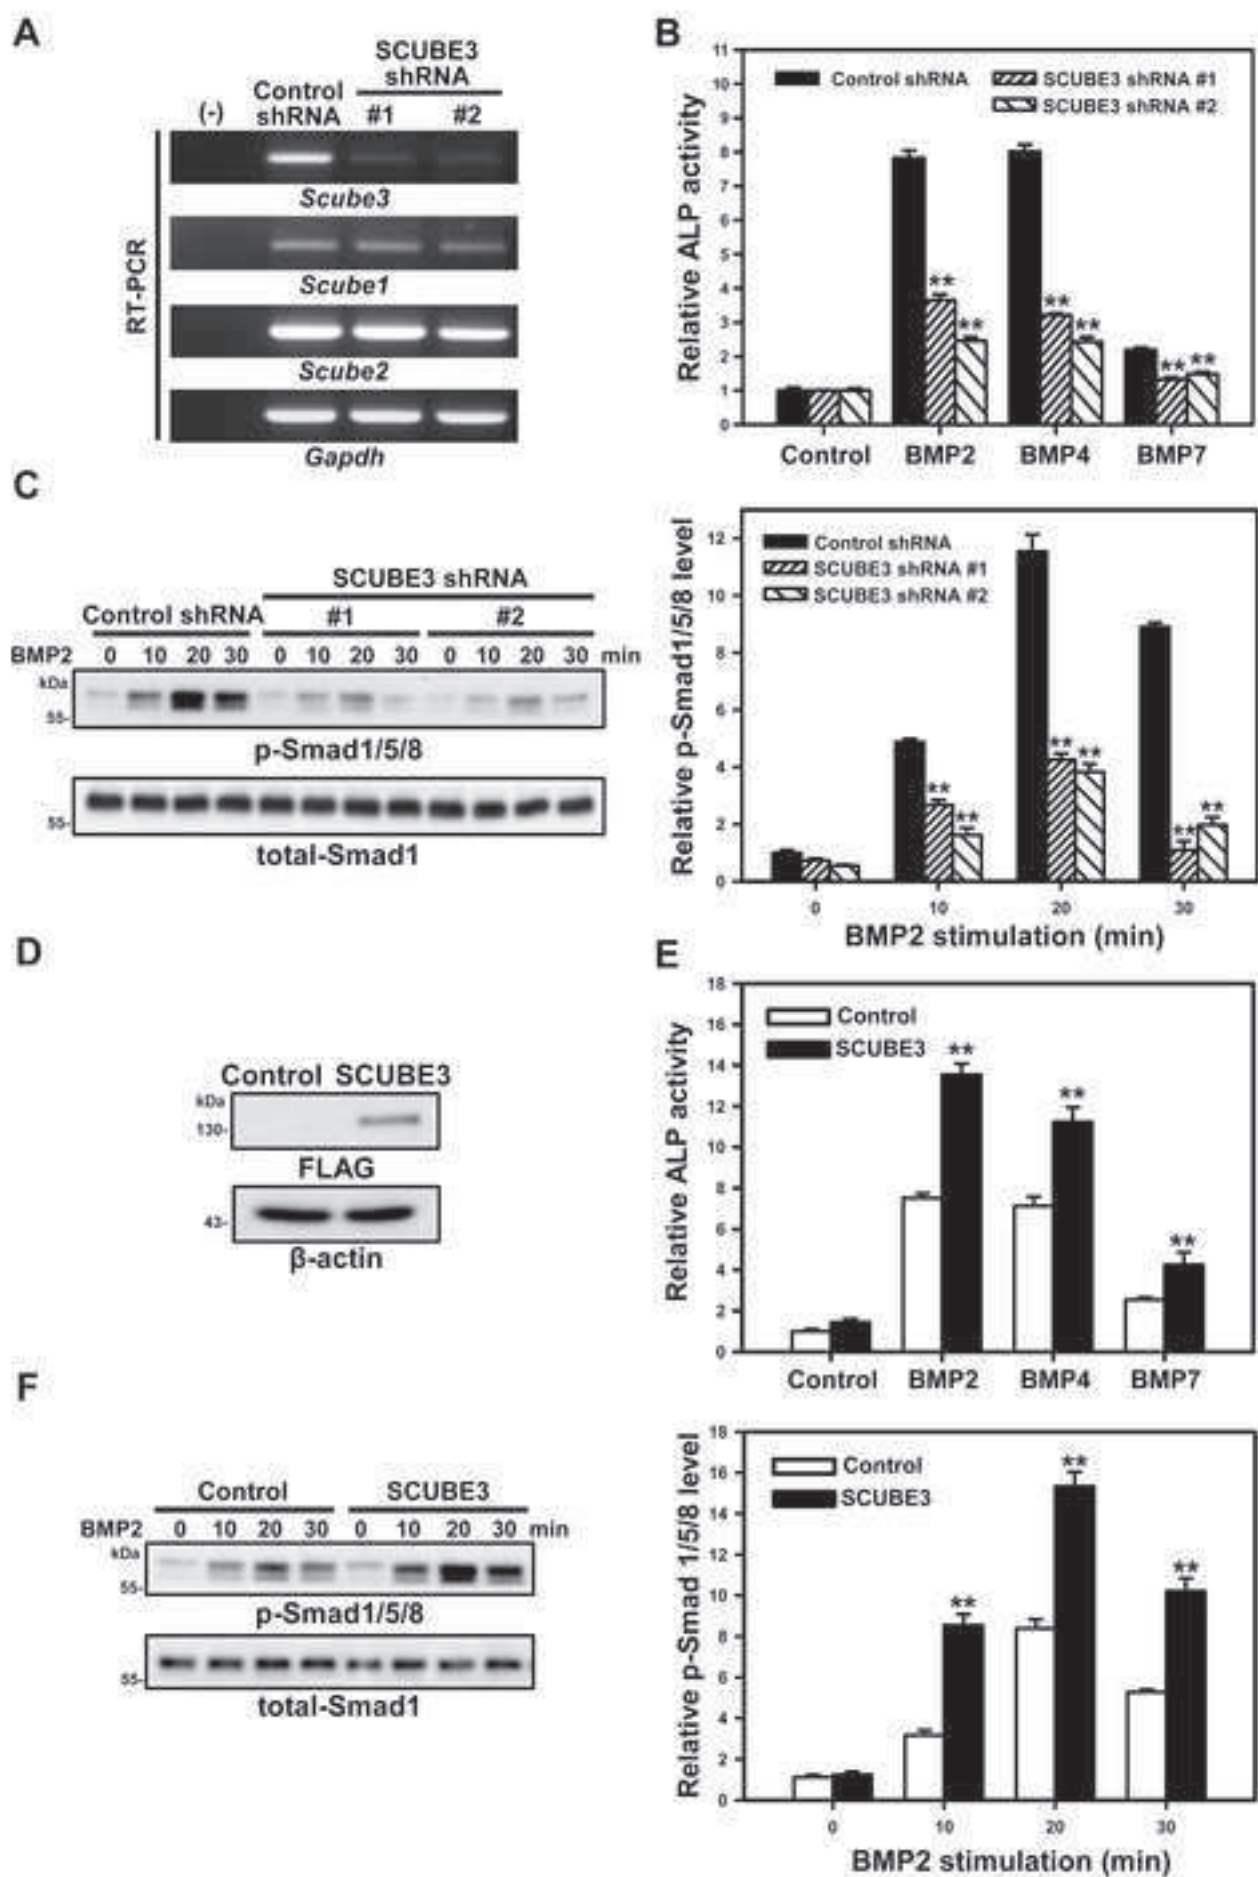 A
SCUBE3
shRNA
Control
shRNA
(-)
#1
#2
RT-PCR
Scube3
Scube1
Scube2
Gapdh
B
Relative ALP activity
11
10
9
8
7
6
5
4
3
2
1
0
Control shRNA
SCUBE3 shRNA #1
SCUBE3 shRNA #2
** **
** **
** **
Control BMP2 BMP4 BMP7
C
SCUBE3 shRNA
Control shRNA #1 #2
BMP2 0 10 20 30 0 10 20 30 0 10 20 30 min
kDa
55-
p-Smad1/5/8
55-
total-Smad1
Relative p-Smad1/5/8 level
12
10
8
6
4
2
0
Control shRNA
SCUBE3 shRNA #1
SCUBE3 shRNA #2
** **
** **
** **
0 10 20 30
BMP2 stimulation (min)
D
Control SCUBE3
kDa
130-
FLAG
43-
β-actin
E
Relative ALP activity
18
16
14
12
10
8
6
4
2
0
Control
SCUBE3
**
**
**
Control BMP2 BMP4 BMP7
F
Control SCUBE3
BMP2 0 10 20 30 0 10 20 30 min
kDa
55-
p-Smad1/5/8
55-
total-Smad1
Relative p-Smad 1/5/8 level
18
16
14
12
10
8
6
4
2
0
Control
SCUBE3
**
**
**
0 10 20 30
BMP2 stimulation (min)